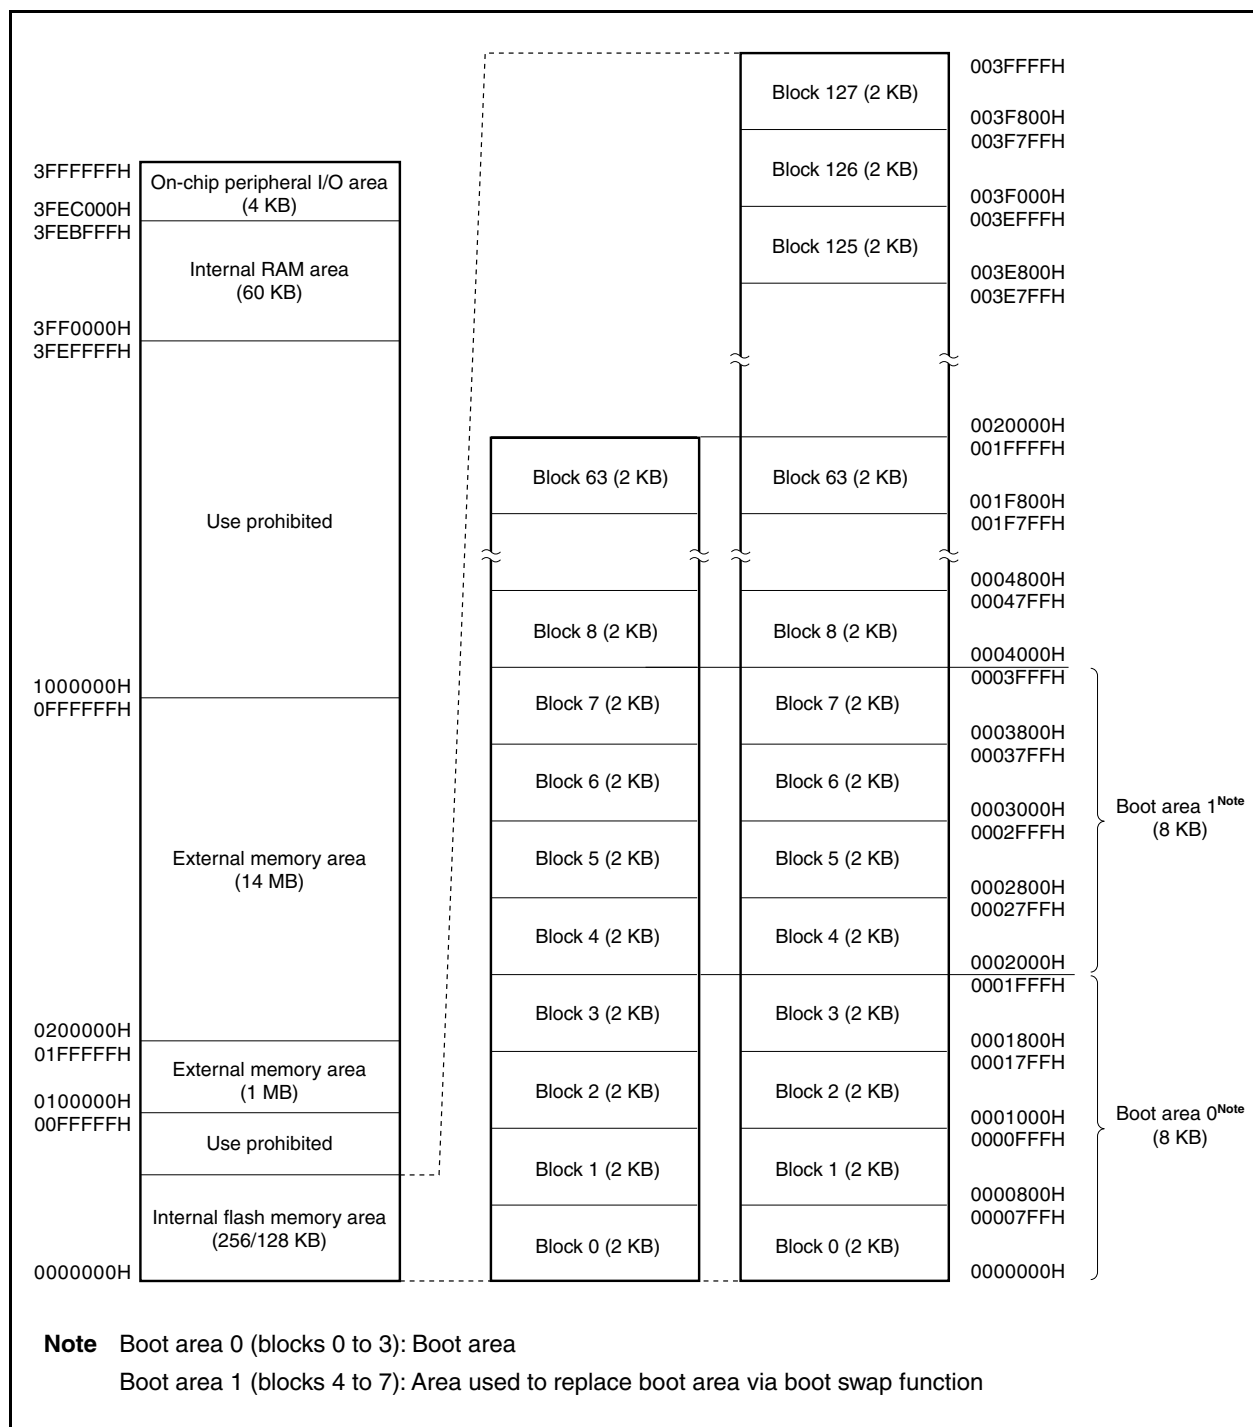 3FFFFFFH
On-chip peripheral I/O area
(4 KB)
3FEC000H
3FEBFFFH
Internal RAM area
(60 KB)
3FF0000H
3FEFFFFH
Use prohibited
1000000H
0FFFFFFH
External memory area
(14 MB)
0200000H
01FFFFFH
External memory area
(1 MB)
0100000H
00FFFFFH
Use prohibited
Internal flash memory area
(256/128 KB)
0000000H
Block 63 (2 KB)
Block 8 (2 KB)
Block 7 (2 KB)
Block 6 (2 KB)
Block 5 (2 KB)
Block 4 (2 KB)
Block 3 (2 KB)
Block 2 (2 KB)
Block 1 (2 KB)
Block 0 (2 KB)
Block 127 (2 KB)
Block 126 (2 KB)
Block 125 (2 KB)
Block 63 (2 KB)
Block 8 (2 KB)
Block 7 (2 KB)
Block 6 (2 KB)
Block 5 (2 KB)
Block 4 (2 KB)
Block 3 (2 KB)
Block 2 (2 KB)
Block 1 (2 KB)
Block 0 (2 KB)
003FFFFH
003F800H
003F7FFH
003F000H
003EFFFH
003E800H
003E7FFH
0020000H
001FFFFH
001F800H
001F7FFH
0004800H
00047FFH
0004000H
0003FFFH
0003800H
00037FFH
0003000H
0002FFFH
0002800H
00027FFH
0002000H
0001FFFH
0001800H
00017FFH
0001000H
0000FFFH
0000800H
00007FFH
0000000H
Boot area 1Note
(8 KB)
Boot area 0Note
(8 KB)
Note Boot area 0 (blocks 0 to 3): Boot area
Boot area 1 (blocks 4 to 7): Area used to replace boot area via boot swap function